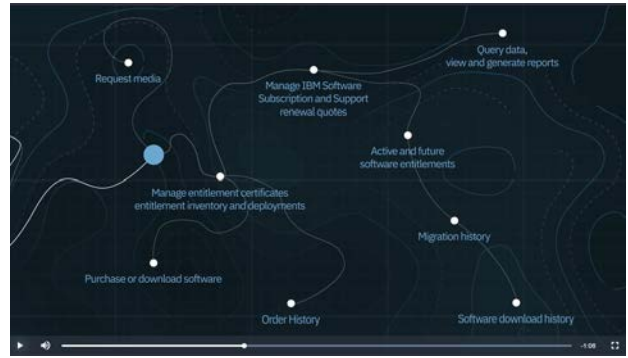 Query data,
view and generate reports
Request media
Manage IBM Software
Subscription and Support
renewal quotes
Active and future
software entitlements
Manage entitlement certificates
entitlement inventory and deployments
Migration history
Purchase or download software
Order History
Software download history
-1:08